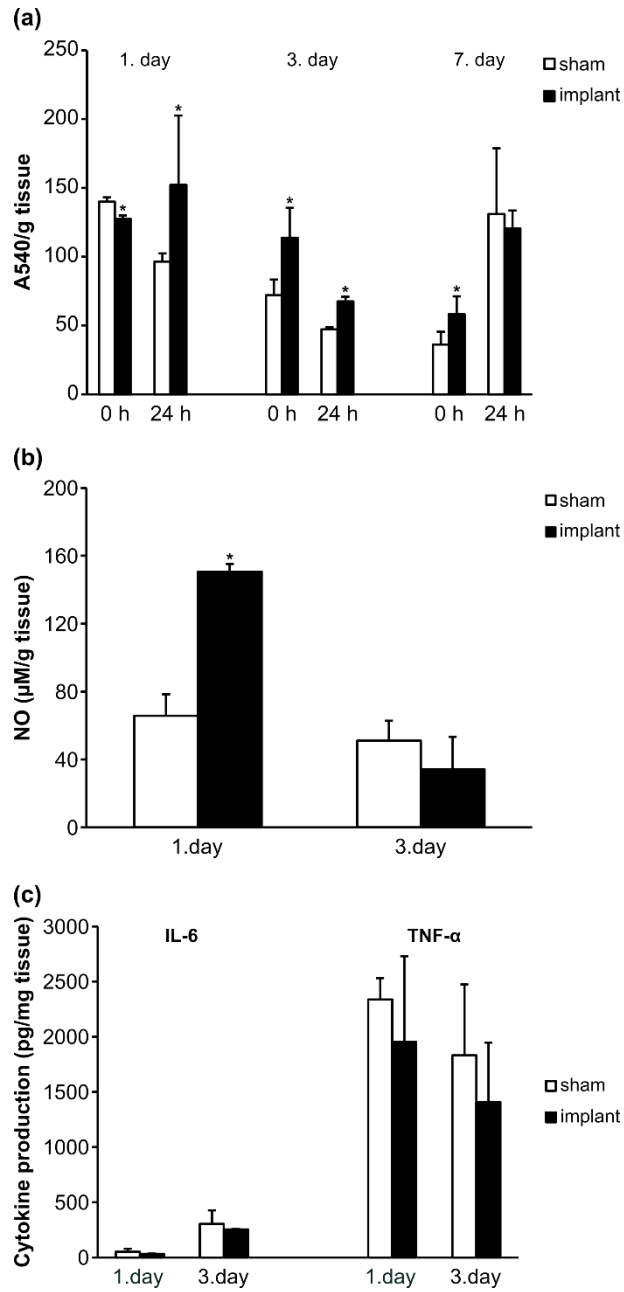 (a)
1. day 3. day 7. day
sham
implant
250
200
150
100
50
0
A540/g tissue
* * * * *
0 h 24 h 0 h 24 h 0 h 24 h
(b)
200
160
120
80
40
0
NO (µM/g tissue)
sham
implant
*
1.day 3.day
(c)
3000
2500
2000
1500
1000
500
0
Cytokine production (pg/mg tissue)
IL-6 TNF-α
sham
implant
1.day 3.day 1.day 3.day